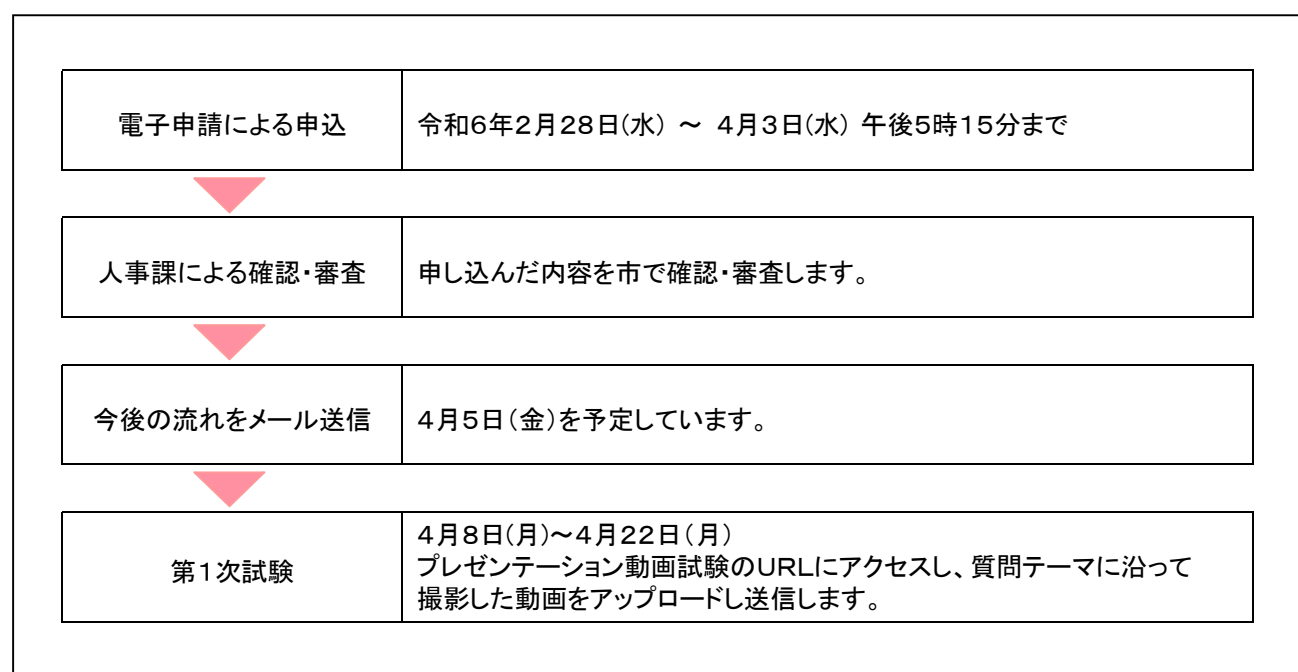 電子申請による申込
令和6年2月28日(水) ～ 4月3日(水) 午後5時15分まで
人事課による確認・審査
申し込んだ内容を市で確認・審査します。
今後の流れをメール送信
4月5日(金)を予定しています。
第1次試験
4月8日(月)～4月22日(月)
プレゼンテーション動画試験のURLにアクセスし、質問テーマに沿って
撮影した動画をアップロードし送信します。